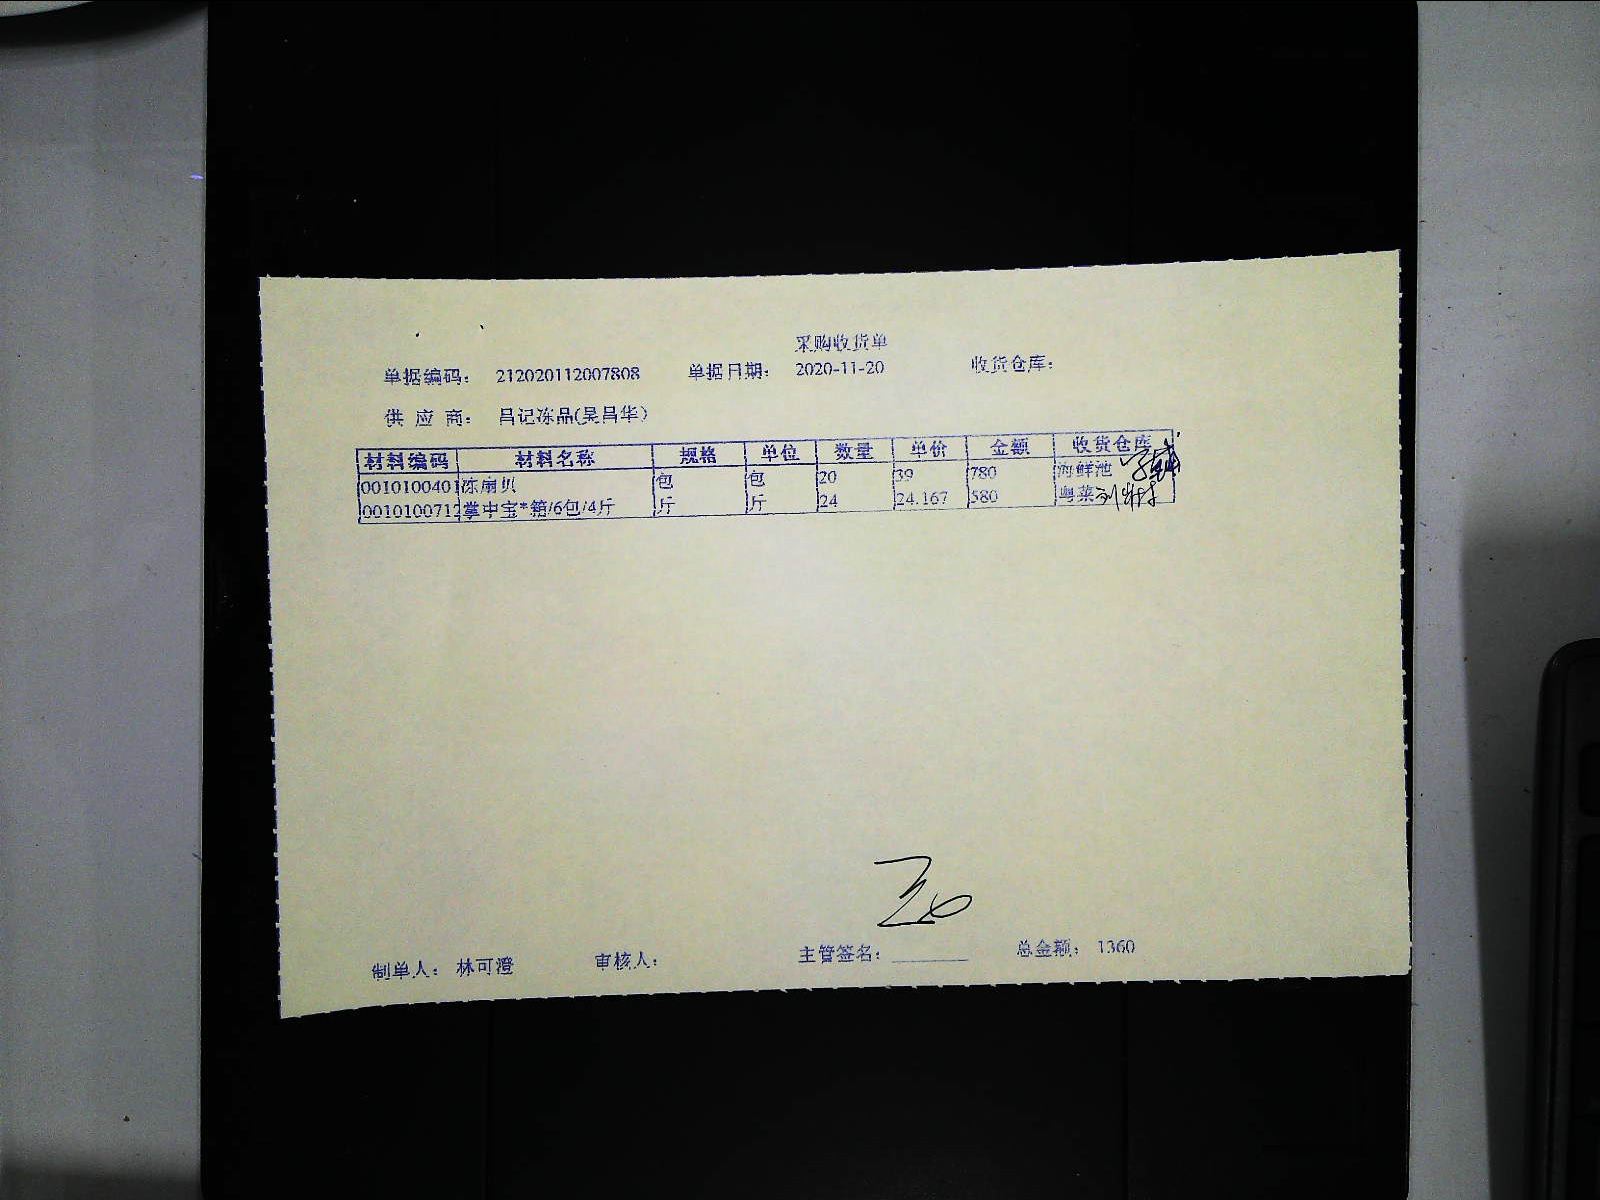 采购收货单
单据编码: 212020112007808 单据日期: 2020-11-20 收货仓库:
供应商: 吕记冻品(吴昌华)
材料编码 材料名称 规格 单位 数量 单价 金额 收货仓库
0010100401 冻扇贝 包 包 20 39 780 海鲜池
0010100712 掌中宝*箱/6包/4斤 斤 斤 24 24.167 580 粤菜
制单人: 林可澄 审核人: 主管签名: 总金额: 1360